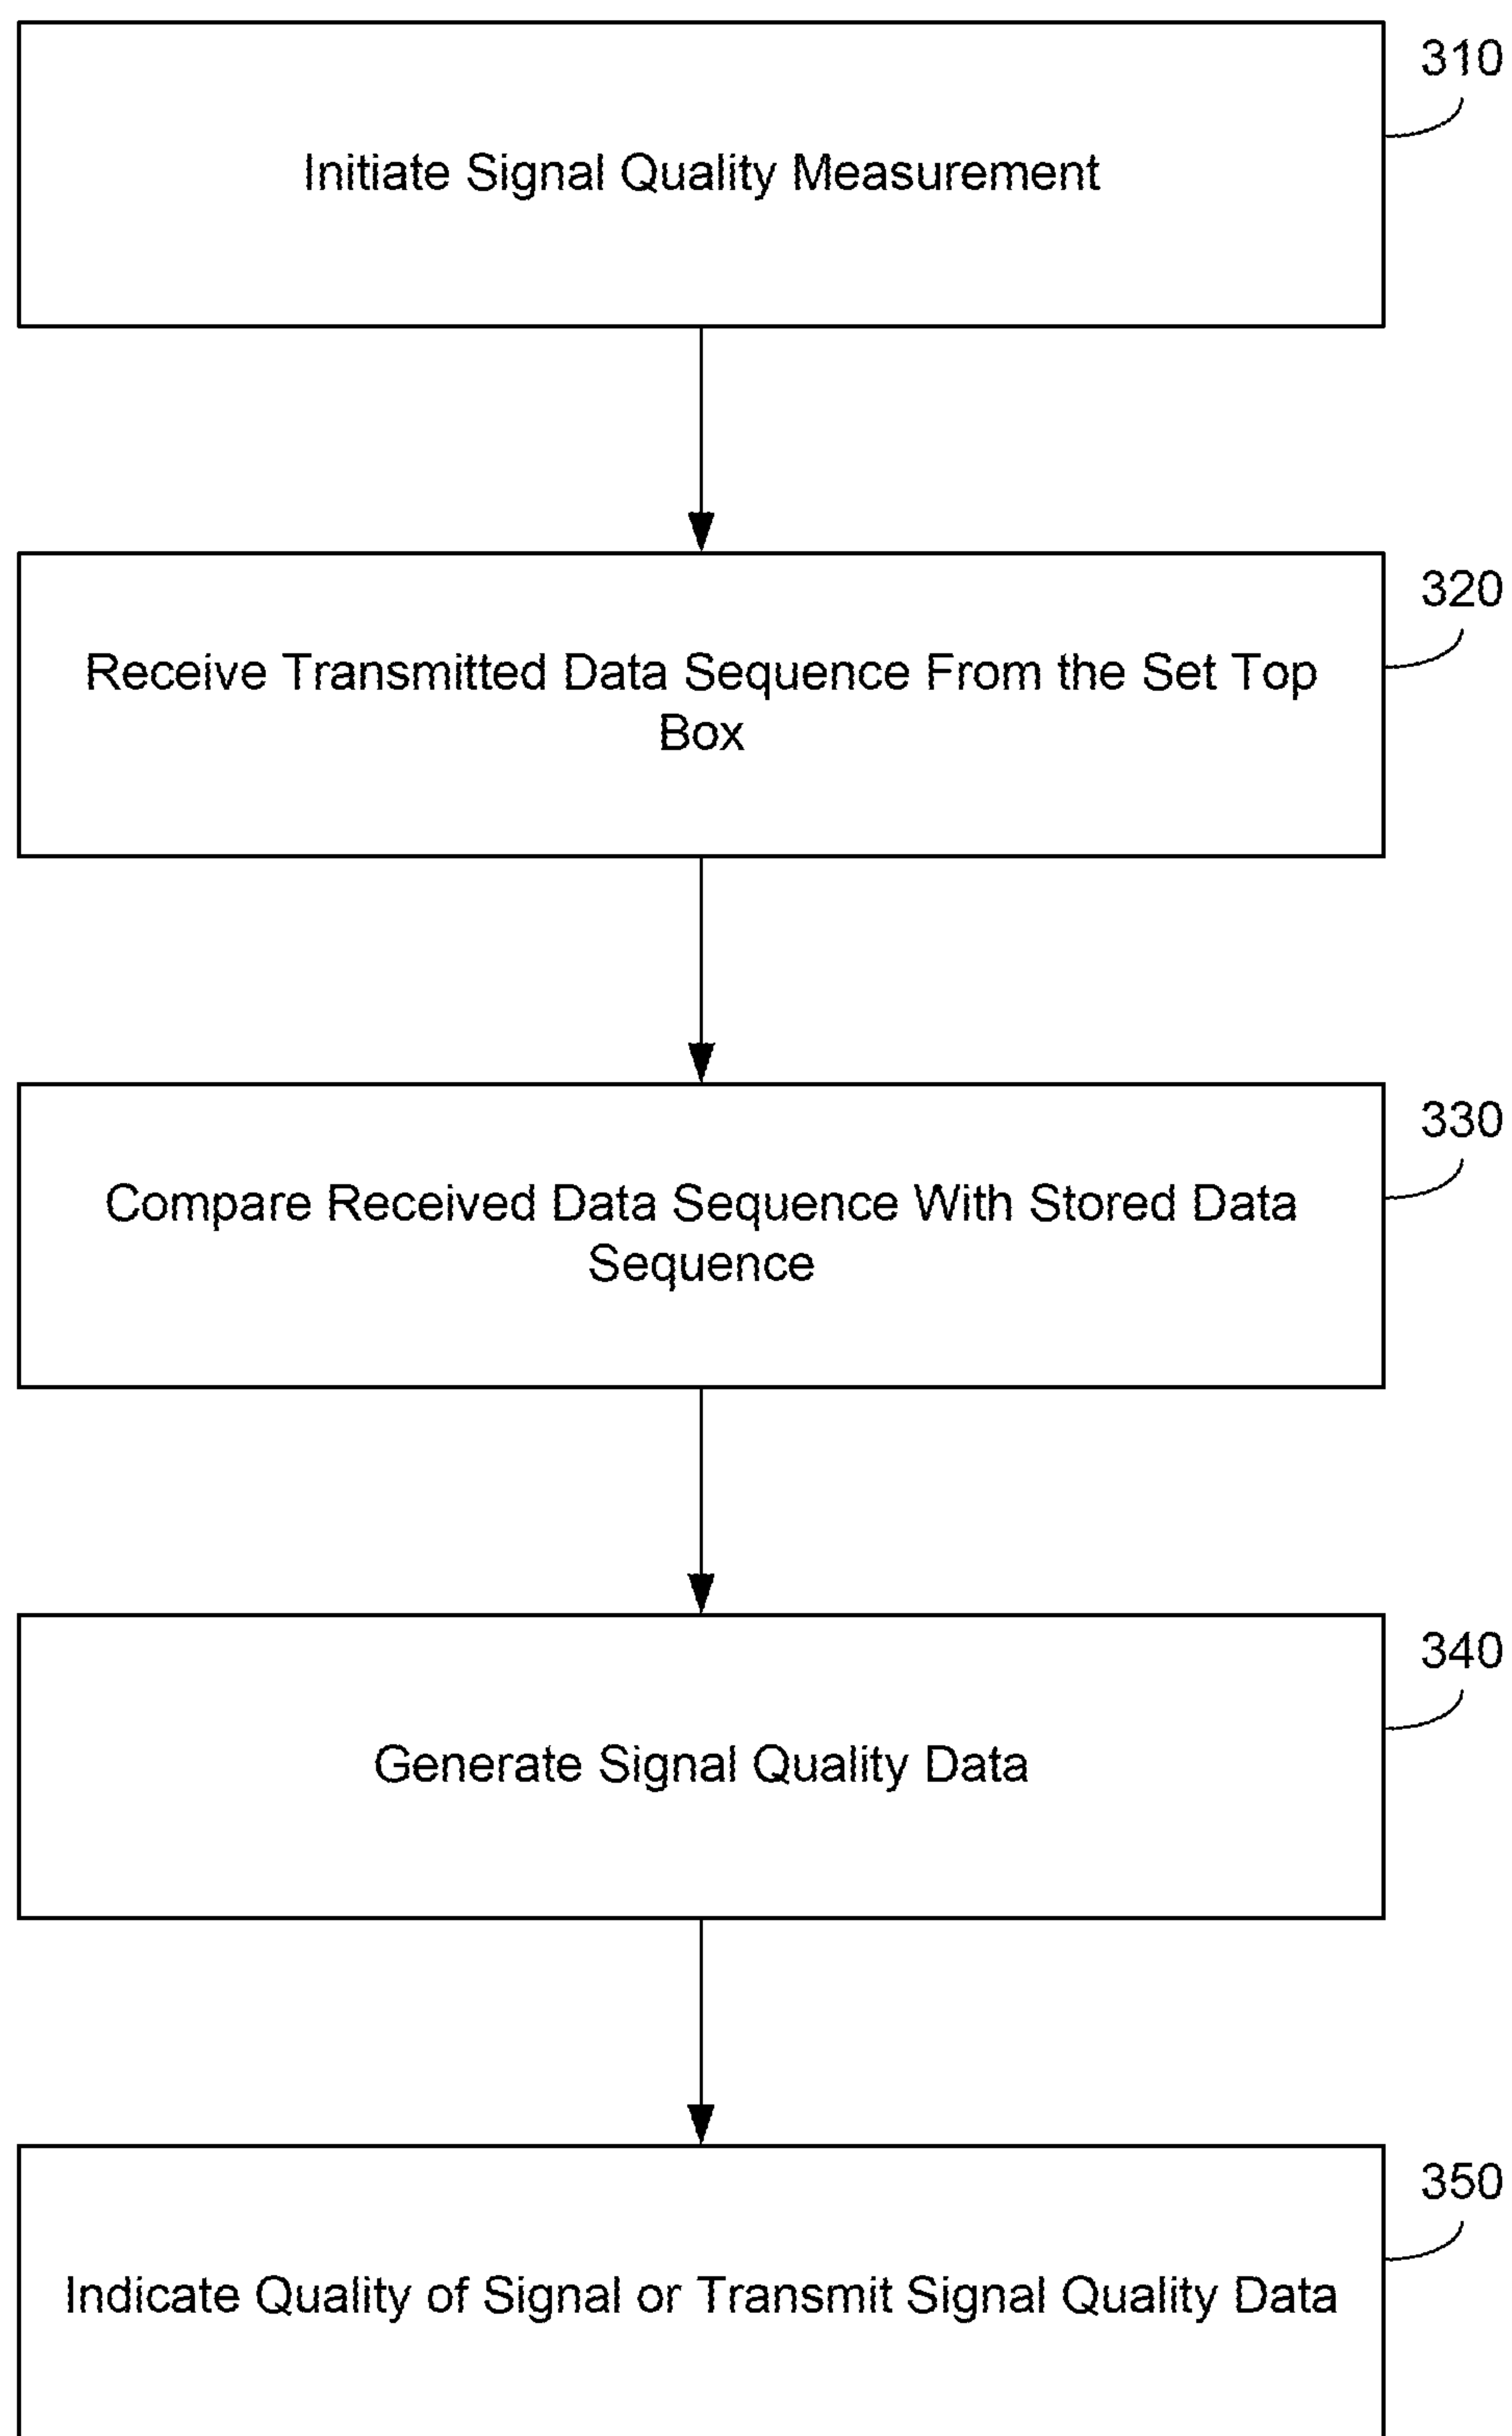 310
Initiate Signal Quality Measurement
320
Receive Transmitted Data Sequence From the Set Top
Box
330
Compare Received Data Sequence With Stored Data
Sequence
340
Generate Signal Quality Data
350
Indicate Quality of Signal or Transmit Signal Quality Data